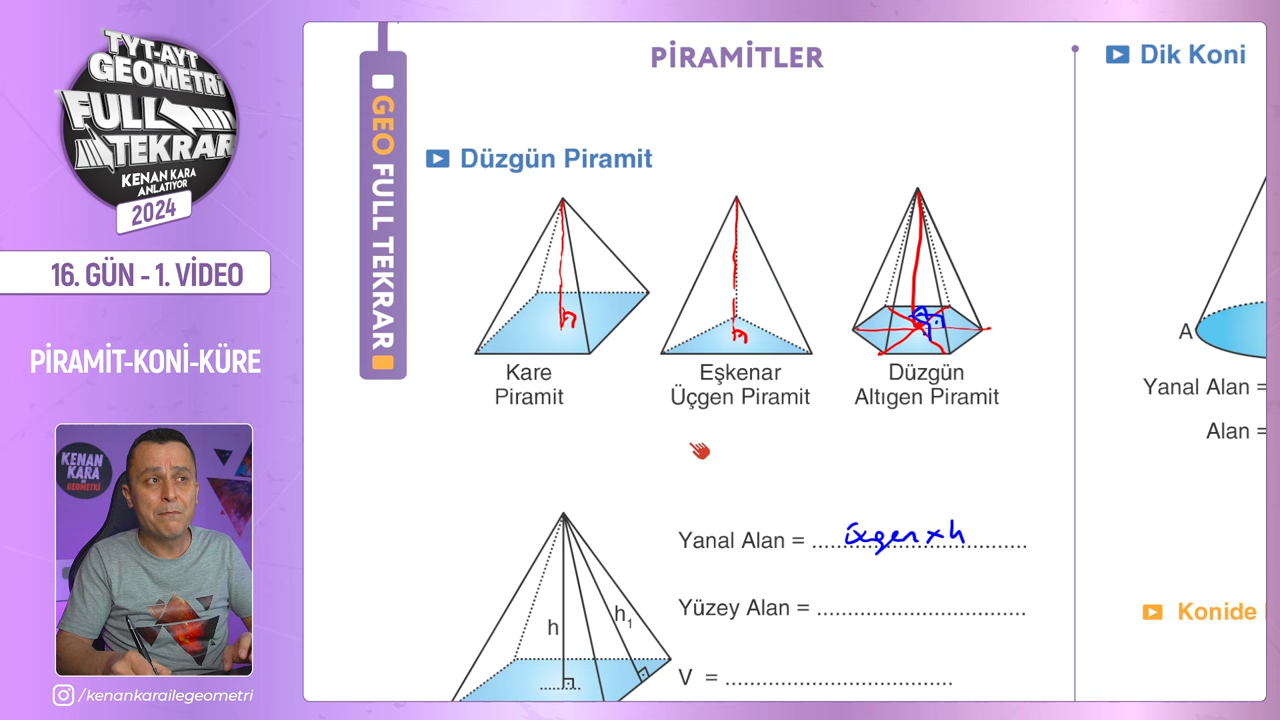 TYT-AYT
GEOMETRİ
FULL
TEKRAR
KENAN KARA
ANLATIYOR
2024
16. GÜN - 1. VİDEO
PİRAMİT-KONİ-KÜRE
KENAN
KARA
GEOMETRİ
/kenankarailegeometri
GEO FULL TEKRAR
PİRAMİTLER
Düzgün Piramit
Kare
Piramit
Eşkenar
Üçgen Piramit
Düzgün
Altıgen Piramit
h
h1
Yanal Alan = ................................... 
Yüzey Alan = ...................................
V = ......................................
Dik Koni
A
Yanal Alan =
Alan =
Konide